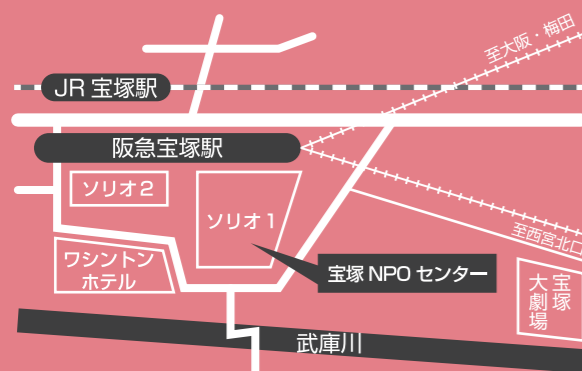 至大阪・梅田
JR 宝塚駅
阪急宝塚駅
ソリオ2
ソリオ1
至西宮北口
ワシントン
ホテル
宝塚 NPO センター
宝塚
大劇場
武庫川